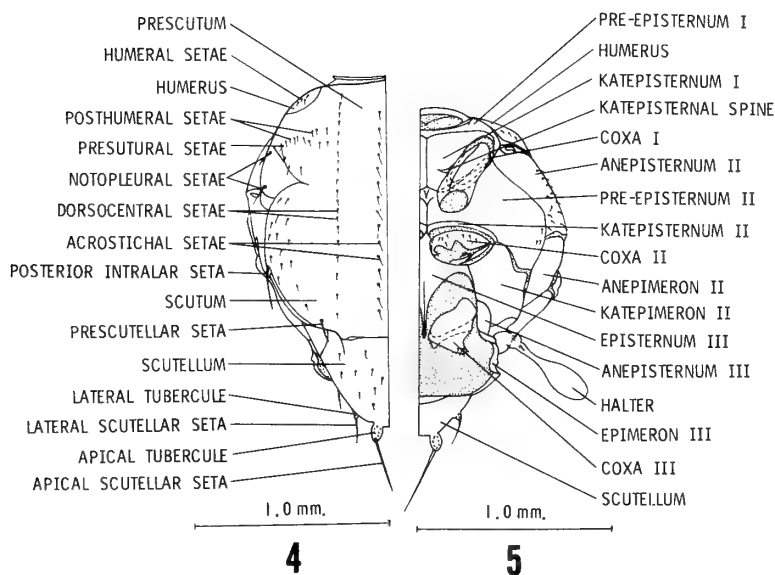 PRESCUTUM
HUMERAL SETAE
HUMERUS
POSTHUMERAL SETAE
PRESUTURAL SETAE
NOTOPLEURAL SETAE
DORSOCENTRAL SETAE
ACROSTICHAL SETAE
POSTERIOR INTRALAR SETA
SCUTUM
PRESCUTELLAR SETA
SCUTELLUM
LATERAL TUBERCULE
LATERAL SCUTELLAR SETA
APICAL TUBERCULE
APICAL SCUTELLAR SETA
1.0 mm.
4
PRE-EPISTERNUM I
HUMERUS
KATEPISTERNUM I
KATEPISTERNAL SPINE
COXA I
ANEPISTERNUM II
PRE-EPISTERNUM II
KATEPISTERNUM II
COXA II
ANEPIMERON II
KATEPIMERON II
EPISTERNUM III
ANEPISTERNUM III
HALTER
EPIMERON III
COXA III
SCUTELLUM
1.0 mm.
5